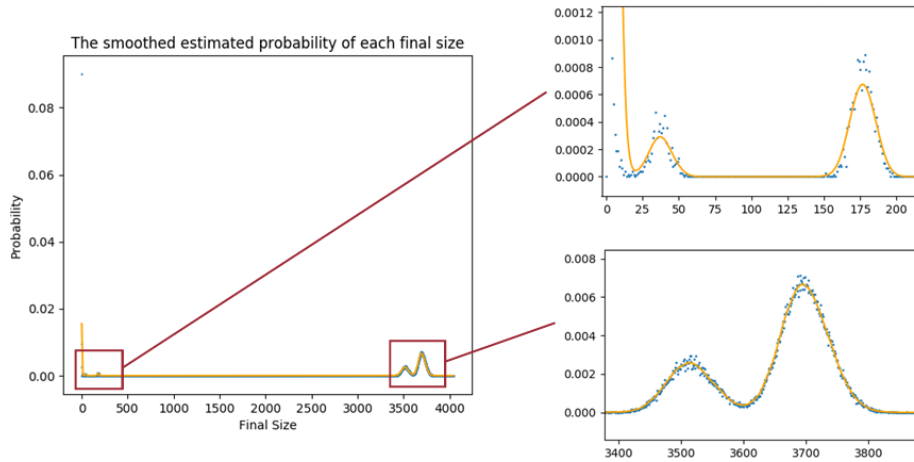 The smoothed estimated probability of each final size
Probability
0.08
0.06
0.04
0.02
0.00
0 500 1000 1500 2000 2500 3000 3500 4000
Final Size
0.0012
0.0010
0.0008
0.0006
0.0004
0.0002
0.0000
0 25 50 75 100 125 150 175 200
0.008
0.006
0.004
0.002
0.000
3400 3500 3600 3700 3800